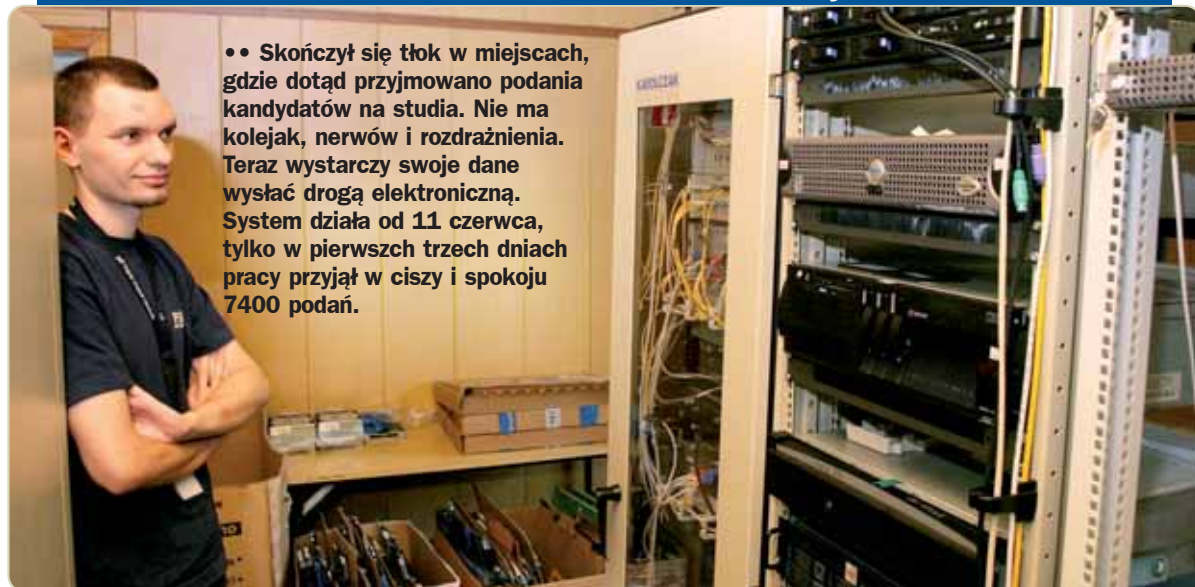 •• Skończył się tłok w miejscach,
gdzie dotąd przyjmowano podania
kandydatów na studia. Nie ma
kolejak, nerwów i rozdrażnienia.
Teraz wystarczy swoje dane
wysłać drogą elektroniczną.
System działa od 11 czerwca,
tylko w pierwszch trzech dniach
pracy przyjął w ciszy i spokoju
7400 podań.